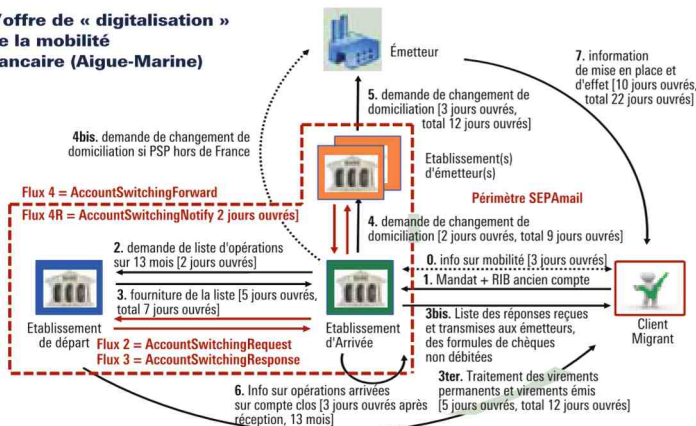 'offre de « digitalisation »
e la mobilité
ancaire (Aigue-Marine)
Émetteur
7. information
de mise en place et
d'effet [10 jours ouvrés,
total 22 jours ouvrés]
5. demande de changement de
domiciliation [3 jours ouvrés,
total 12 jours ouvrés]
4bis. demande de changement de
domiciliation si PSP hors de France
Etablissement(s)
d'émetteur(s)
Flux 4 = AccountSwitchingForward
Périmètre SEPAmail
Flux 4R = AccountSwitchingNotify 2 jours ouvrés]
4. demande de changement de
domiciliation [2 jours ouvrés, total 9 jours ouvrés]
2. demande de liste d'opérations
sur 13 mois [2 jours ouvrés]
0. info sur mobilité [3 jours ouvrés]
1. Mandat + RIB ancien compte
3. fourniture de la liste [5 jours ouvrés,
total 7 jours ouvrés]
Etablissement
de départ
Flux 2 = AccountSwitchingRequest
Flux 3 = AccountSwitchingResponse
Etablissement
d'Arrivée
3bis. Liste des réponses reçues
et transmises aux émetteurs,
des formules de chèques
non débitées
Client
Migrant
6. Info sur opérations arrivées
sur compte clos [3 jours ouvrés après
réception, 13 mois]
3ter. Traitement des virements
permanents et virements émis
[5 jours ouvrés, total 12 jours ouvrés]